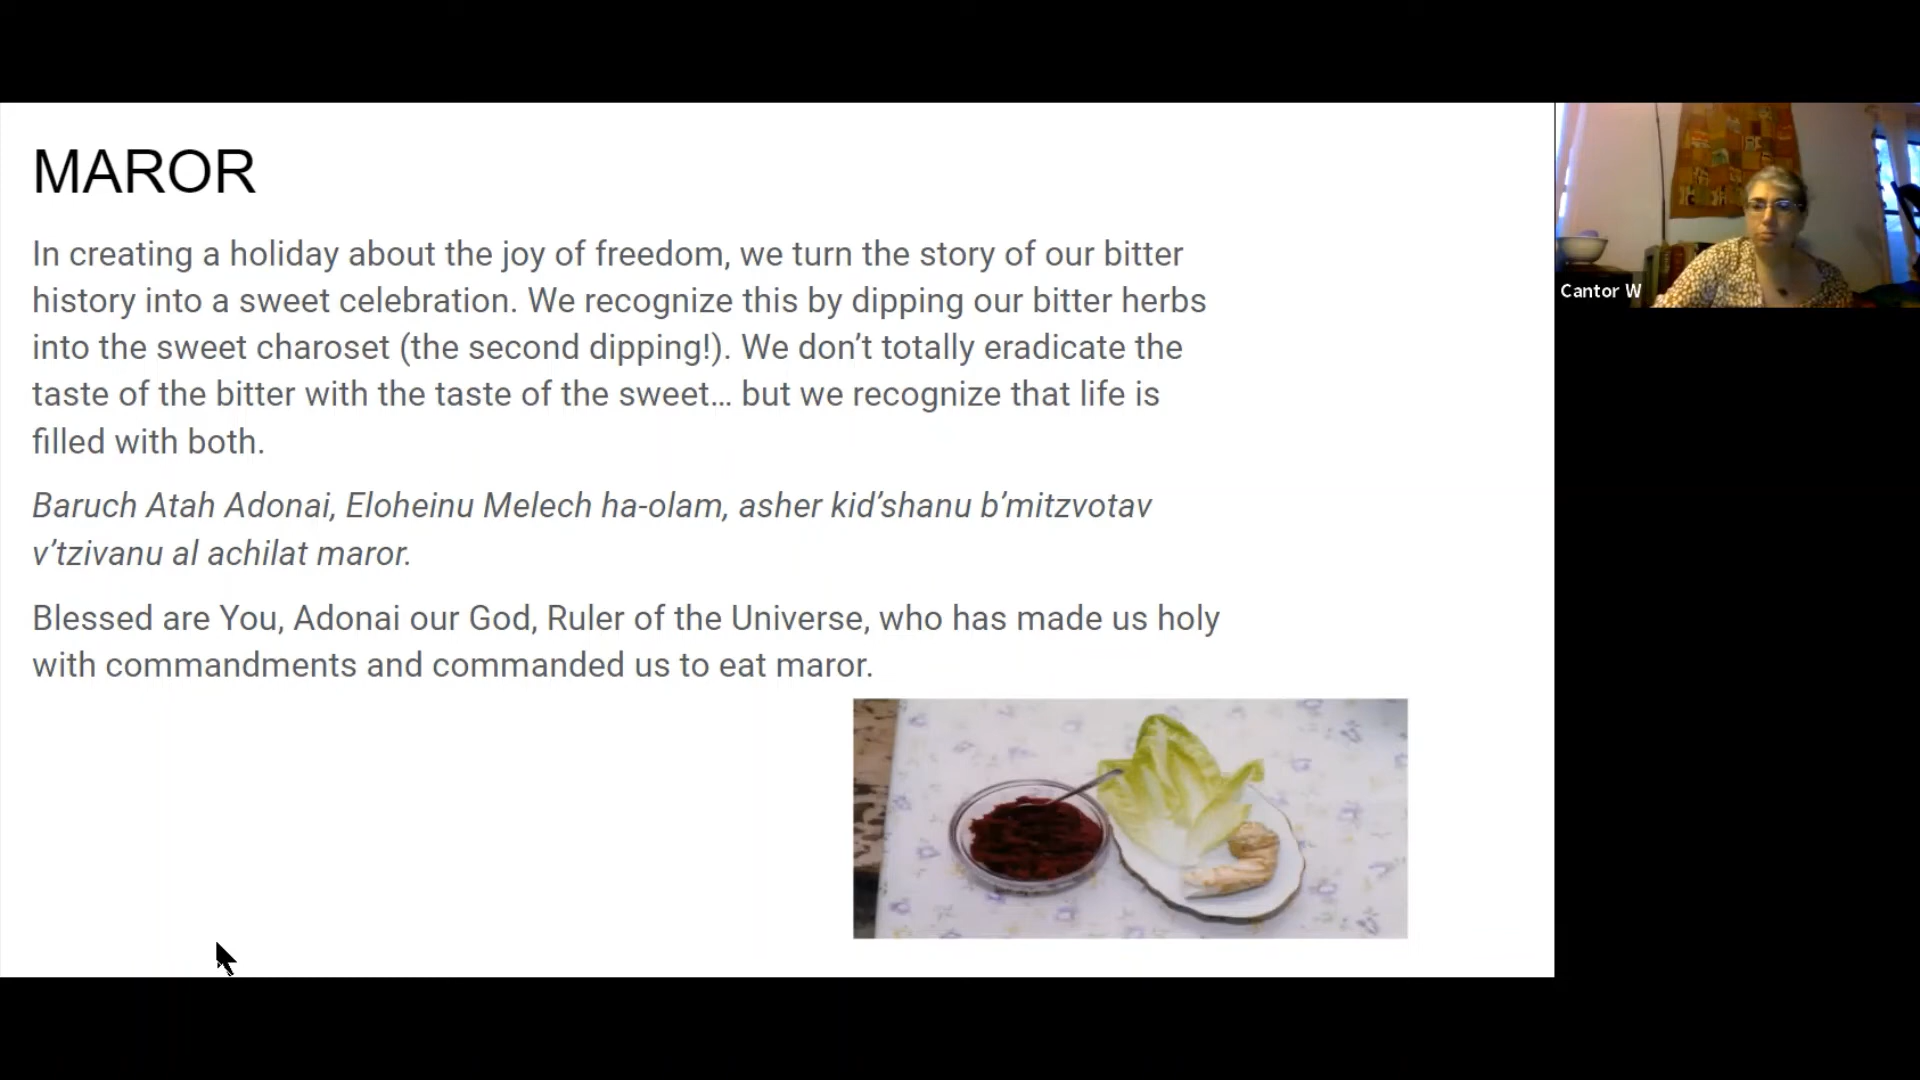 MAROR
In creating a holiday about the joy of freedom, we turn the story of our bitter
history into a sweet celebration. We recognize this by dipping our bitter herbs
into the sweet charoset (the second dipping!). We don’t totally eradicate the
taste of the bitter with the taste of the sweet… but we recognize that life is
filled with both.
Baruch Atah Adonai, Eloheinu Melech ha-olam, asher kid’shanu b’mitzvotav
v’tzivanu al achilat maror.
Blessed are You, Adonai our God, Ruler of the Universe, who has made us holy
with commandments and commanded us to eat maror.
Cantor W